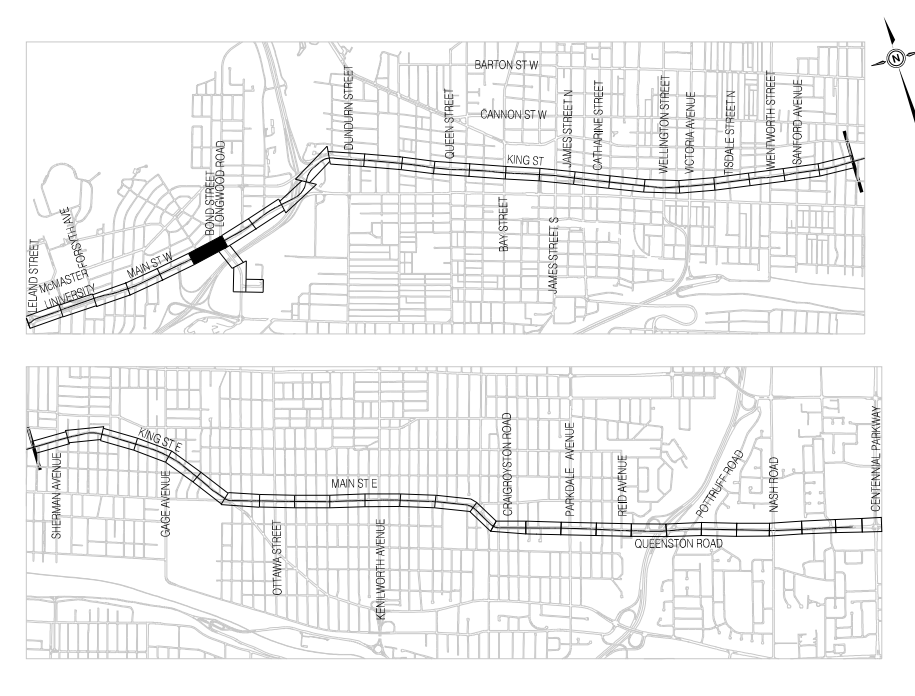 BARTON ST W
N
CANNON ST W
DUNDURN STREET
QUEEN STREET
JAMES STREET N
CATHARINE STREET
WELLINGTON STREET
VICTORIA AVENUE
TISDALE STREET N
WENTWORTH STREET
SANFORD AVENUE
KING ST
BOND STREET
LONGWOOD ROAD
BAY STREET
JAMES STREET S
LELAND STREET
FORSYTH AVE
McMASTER
UNIVERSITY
MAIN ST W
KING ST E
SHERMAN AVENUE
GAGE AVENUE
MAIN ST E
OTTAWA STREET
KENILWORTH AVENUE
CRAIGROYSTON ROAD
PARKDALE AVENUE
REID AVENUE
POTTRUFF ROAD
NASH ROAD
CENTENNIAL PARKWAY
QUEENSTON ROAD